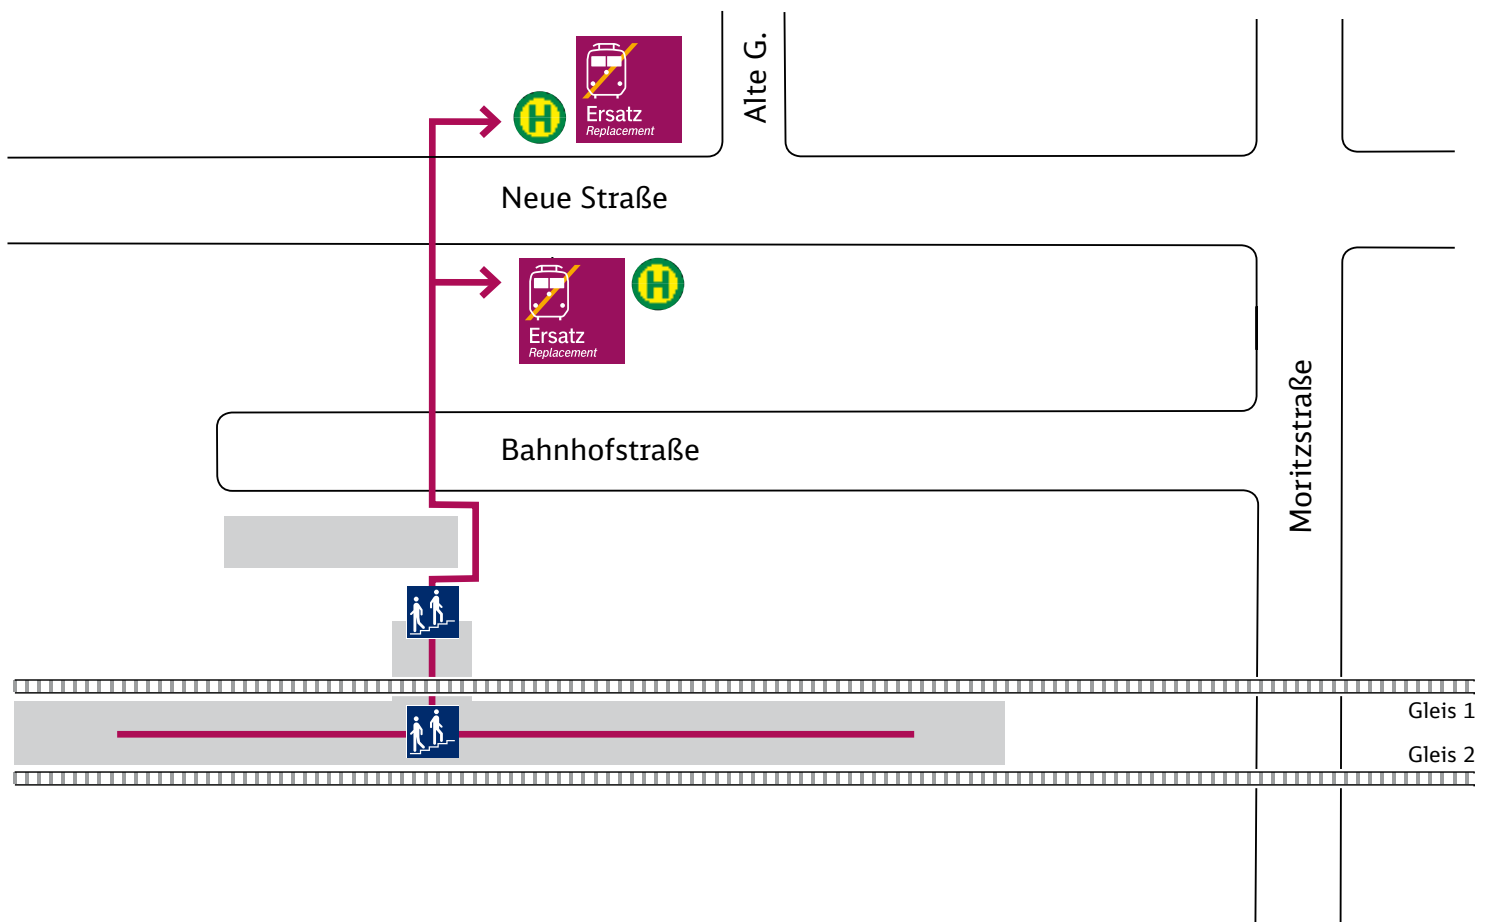 Alte G.
Ersatz
Replacement
H
Neue Straße
Ersatz
Replacement
H
Bahnhofstraße
Moritzstraße
Gleis 1
Gleis 2